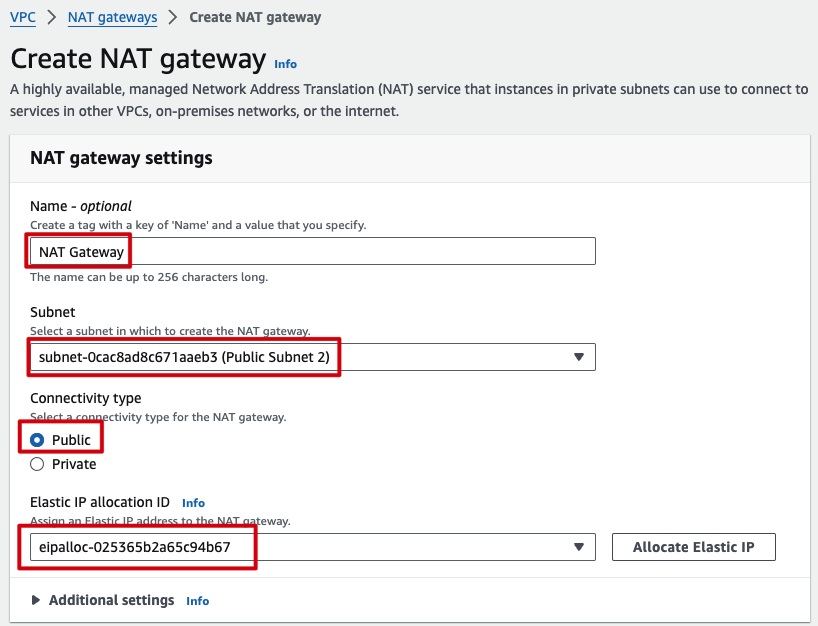 VPC > NAT gateways > Create NAT gateway
Create NAT gateway Info
A highly available, managed Network Address Translation (NAT) service that instances in private subnets can use to connect to
services in other VPCs, on-premises networks, or the internet.
NAT gateway settings
Name - optional
Create a tag with a key of 'Name' and a value that you specify.
NAT Gateway
The name can be up to 256 characters long.
Subnet
Select a subnet in which to create the NAT gateway.
subnet-0cac8ad8c671aaeb3 (Public Subnet 2)
Connectivity type
Select a connectivity type for the NAT gateway.
Public
Private
Elastic IP allocation ID Info
Assign an Elastic IP address to the NAT gateway.
eipalloc-025365b2a65c94b67
Allocate Elastic IP
Additional settings Info